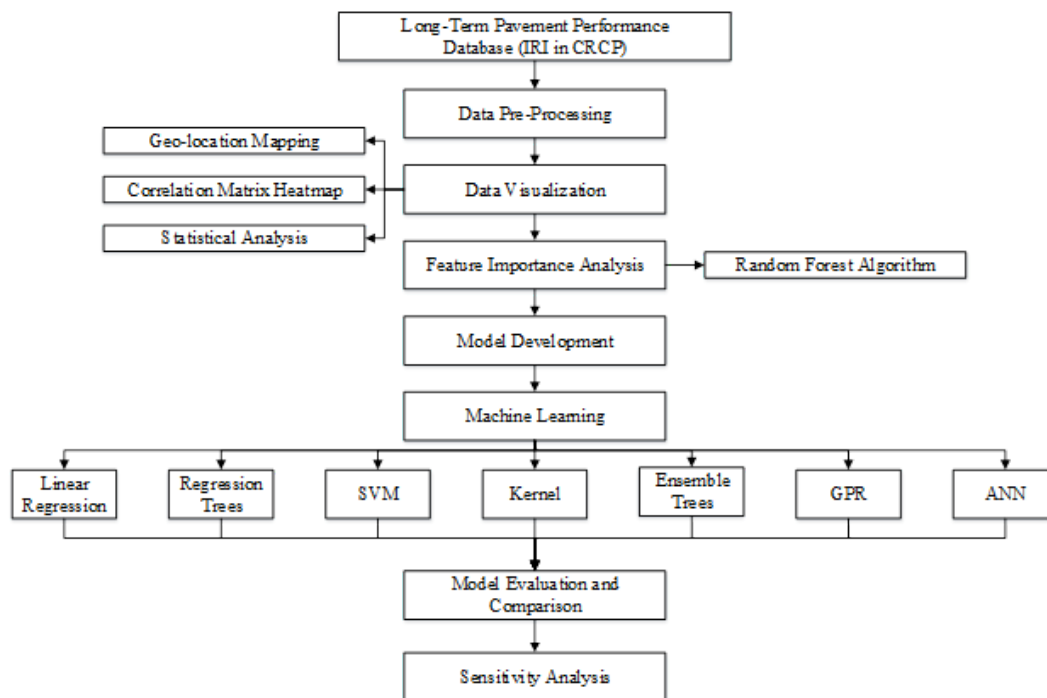 Long-Term Pavement Performance
Database (IRI in CRCP)
Data Pre-Processing
Geo-location Mapping
Correlation Matrix Heatmap
Data Visualization
Statistical Analysis
Feature Importance Analysis
Random Forest Algorithm
Model Development
Machine Learning
Linear
Regression
Regression
Trees
SVM
Kernel
Ensemble
Trees
GPR
ANN
Model Evaluation and
Comparison
Sensitivity Analysis